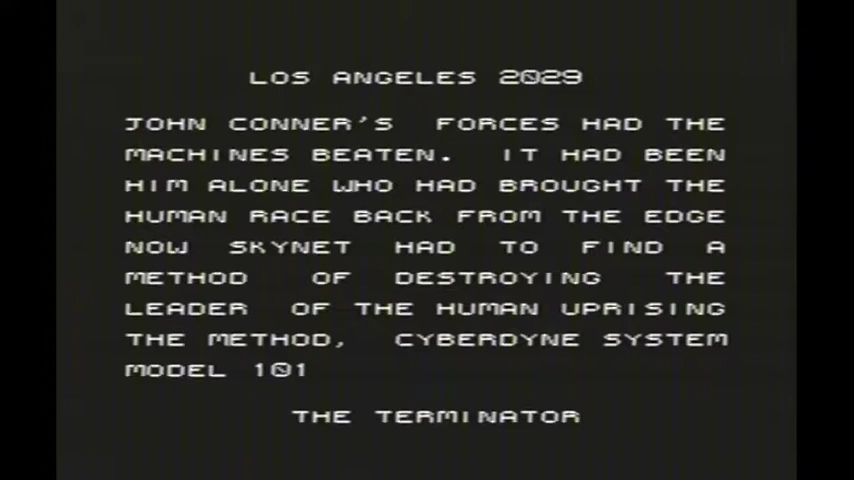 LOS ANGELES 2029
JOHN CONNER'S FORCES HAD THE
MACHINES BEATEN. IT HAD BEEN
HIM ALONE WHO HAD BROUGHT THE
HUMAN RACE BACK FROM THE EDGE
NOW SKYNET HAD TO FIND A
METHOD OF DESTROYING THE
LEADER OF THE HUMAN UPRISING
THE METHOD, CYBERDYNE SYSTEM
MODEL 101
THE TERMINATOR